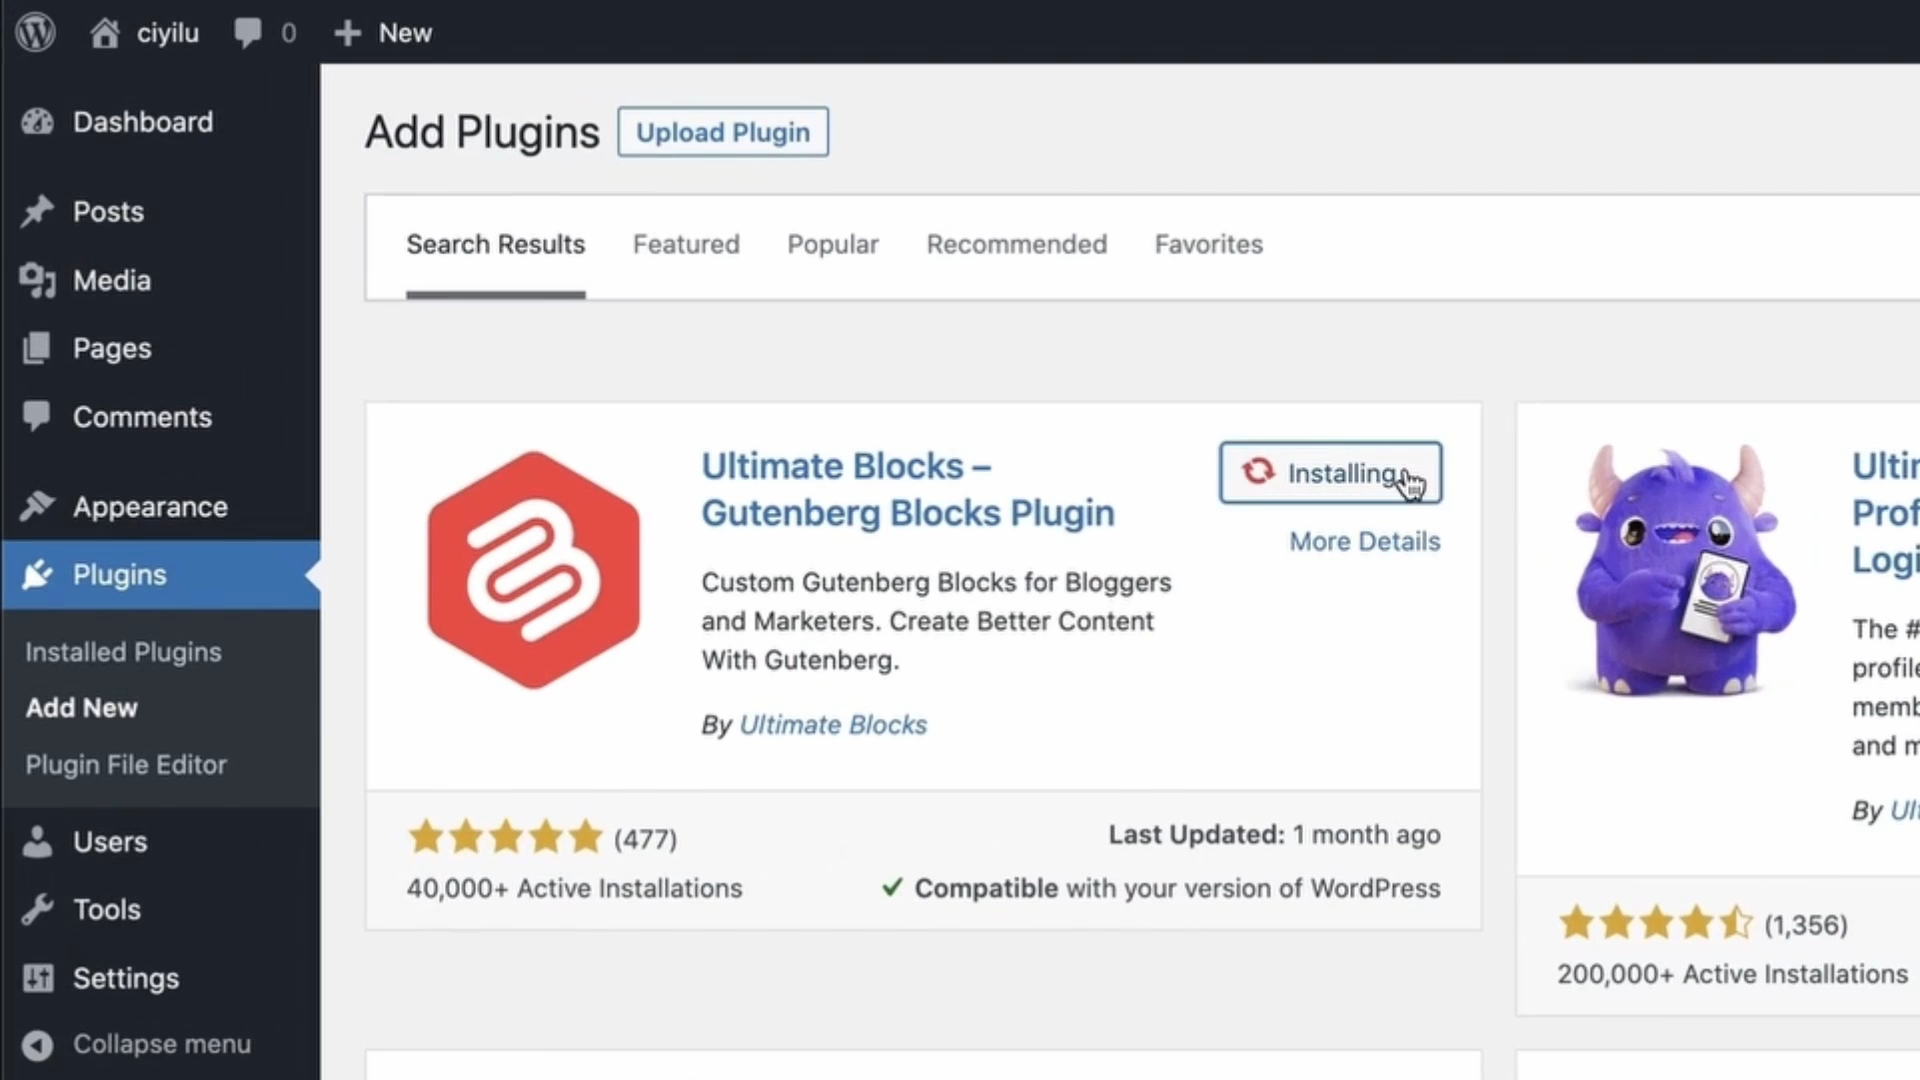 ciyilu 0 New
Dashboard
Posts
Media
Pages
Comments
Appearance
Plugins
Installed Plugins
Add New
Plugin File Editor
Users
Tools
Settings
Collapse menu
Add Plugins Upload Plugin
Search Results Featured Popular Recommended Favorites
Ultimate Blocks –
Gutenberg Blocks Plugin
Installing
More Details
Custom Gutenberg Blocks for Bloggers
and Marketers. Create Better Content
With Gutenberg.
By Ultimate Blocks
(477)
Last Updated: 1 month ago
40,000+ Active Installations
Compatible with your version of WordPress
The #
By
(1,356)
200,000+ Active Installations